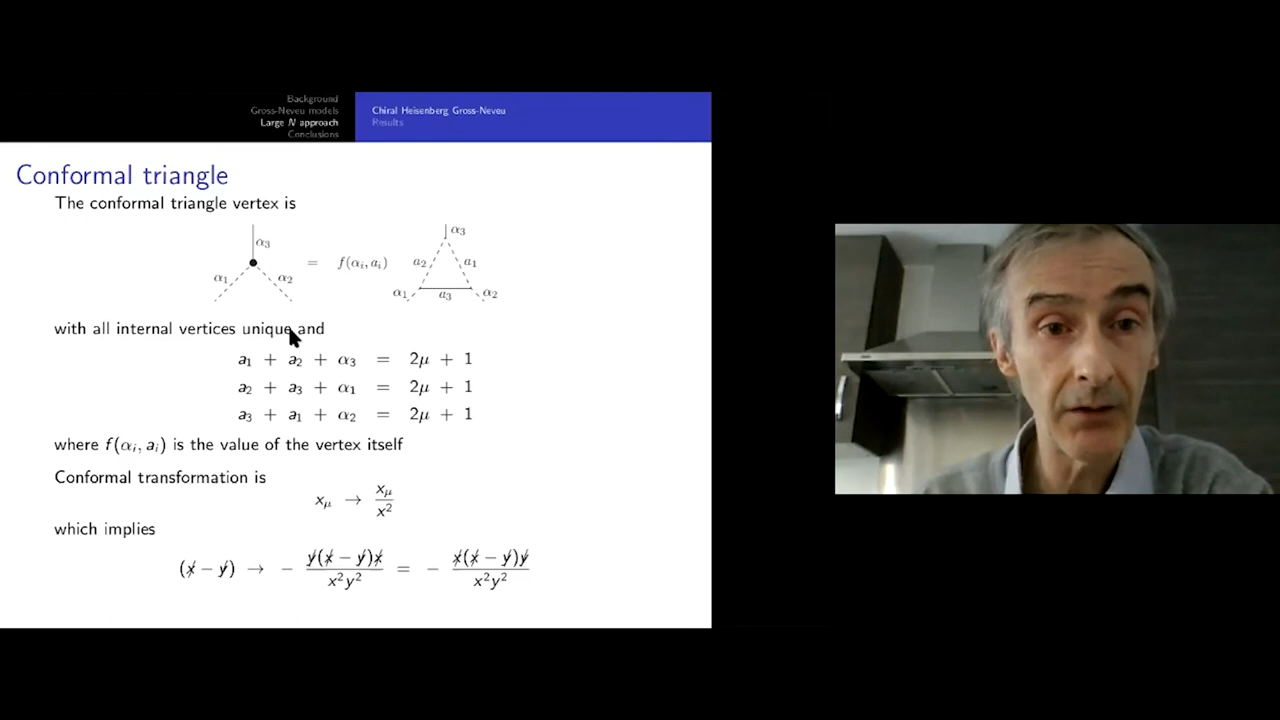 Background
Gross-Neveu models
Large N approach
Conclusions
Chiral Heisenberg Gross-Neveu
Results
Conformal triangle
The conformal triangle vertex is
α₃
α₁ α₂
= f(αᵢ, aᵢ)
α₃
a₂ a₁
α₁ a₃ α₂
with all internal vertices unique and
a₁ + a₂ + α₃ = 2μ + 1
a₂ + a₃ + α₁ = 2μ + 1
a₃ + a₁ + α₂ = 2μ + 1
where f(αᵢ, aᵢ) is the value of the vertex itself
Conformal transformation is
x_μ → x_μ / x²
which implies
(x̸ − y̸) → − y̸(x̸ − y̸)x̸ / x²y² = − x̸(x̸ − y̸)y̸ / x²y²